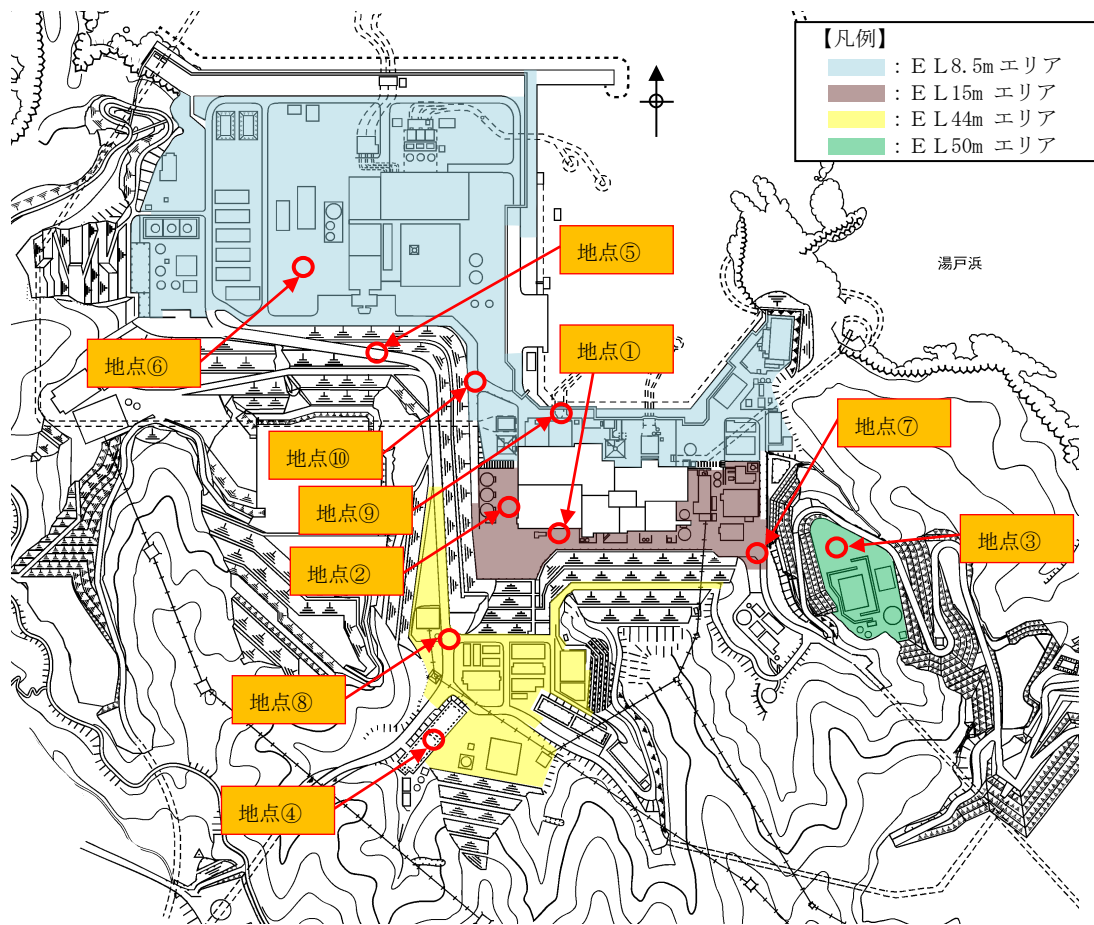 【凡例】
：ＥＬ8.5m エリア
：ＥＬ15m エリア
：ＥＬ44m エリア
：ＥＬ50m エリア
湯戸浜
地点⑤
地点①
地点⑥
地点⑦
地点⑩
地点⑨
地点③
地点②
地点⑧
地点④